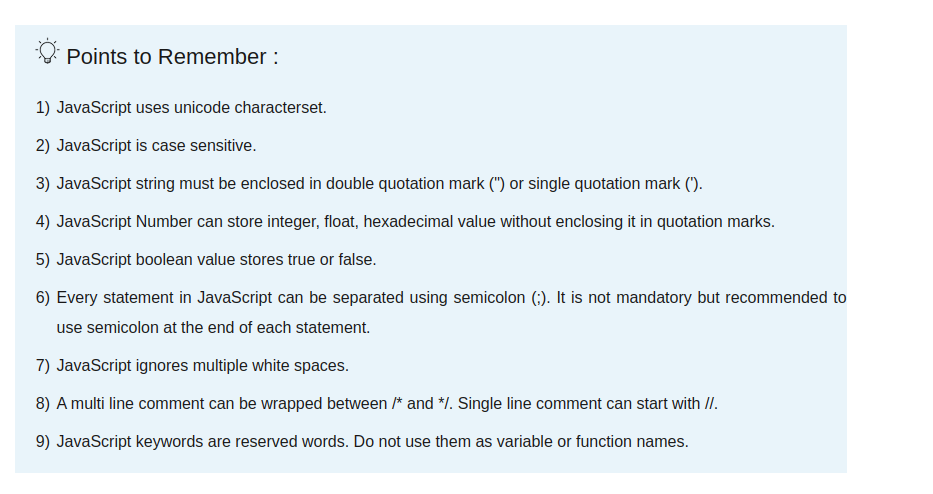 Points to Remember :
1) JavaScript uses unicode characterset.
2) JavaScript is case sensitive.
3) JavaScript string must be enclosed in double quotation mark (") or single quotation mark (').
4) JavaScript Number can store integer, float, hexadecimal value without enclosing it in quotation marks.
5) JavaScript boolean value stores true or false.
6) Every statement in JavaScript can be separated using semicolon (;). It is not mandatory but recommended to
use semicolon at the end of each statement.
7) JavaScript ignores multiple white spaces.
8) A multi line comment can be wrapped between /* and */. Single line comment can start with //.
9) JavaScript keywords are reserved words. Do not use them as variable or function names.